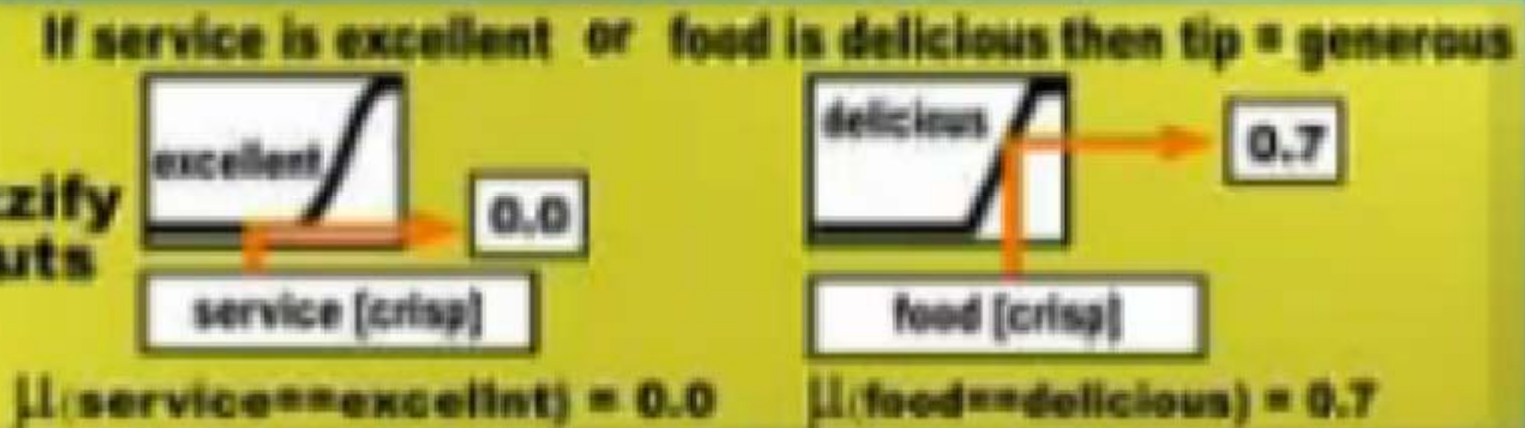 If service is excellent or food is delicious then tip = generous
excellent
delicious
0.7
zify
uts
0.0
service [crisp]
food [crisp]
μ(service==excellnt) = 0.0
μ(food==delicious) = 0.7